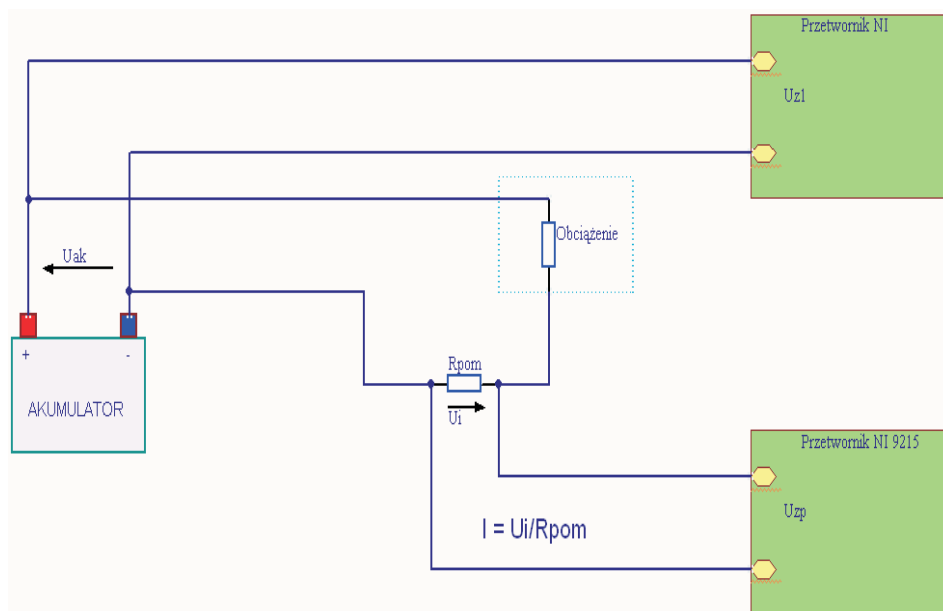 Przetwornik NI
Uz1
Obciążenie
Uak
+ -
AKUMULATOR
Rpom
Ui
I = Ui/Rpom
Przetwornik NI 9215
Uzp